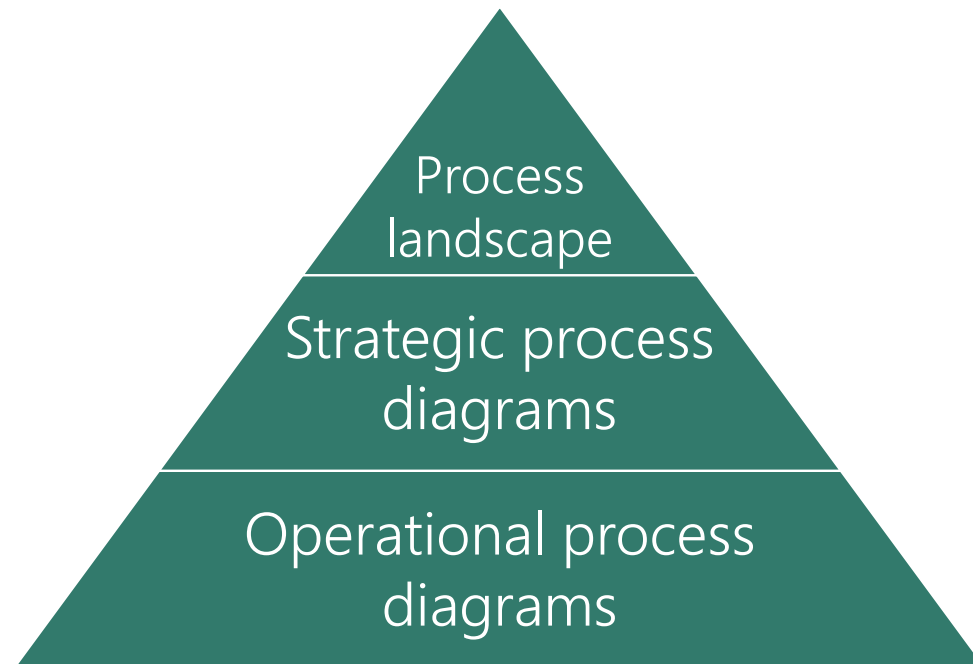 Process
landscape
Strategic process
diagrams
Operational process
diagrams